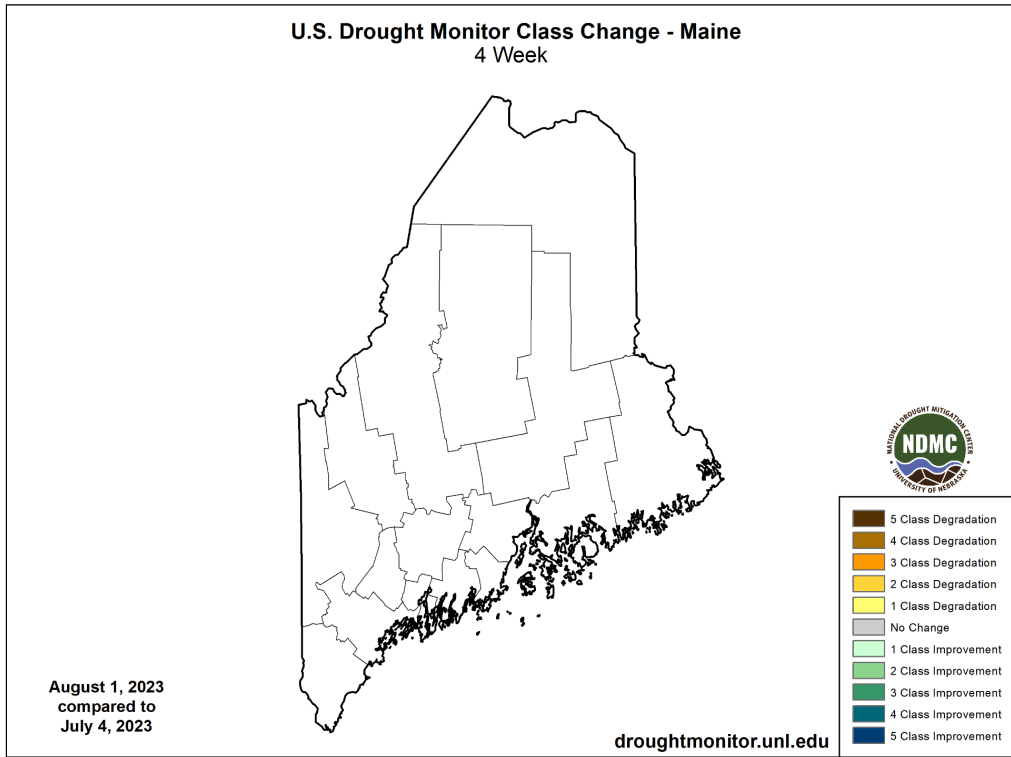 U.S. Drought Monitor Class Change - Maine
4 Week
NATIONAL DROUGHT MITIGATION CENTER
NDMC
UNIVERSITY OF NEBRASKA
5 Class Degradation
4 Class Degradation
3 Class Degradation
2 Class Degradation
1 Class Degradation
No Change
1 Class Improvement
2 Class Improvement
3 Class Improvement
4 Class Improvement
5 Class Improvement
August 1, 2023
compared to
July 4, 2023
droughtmonitor.unl.edu